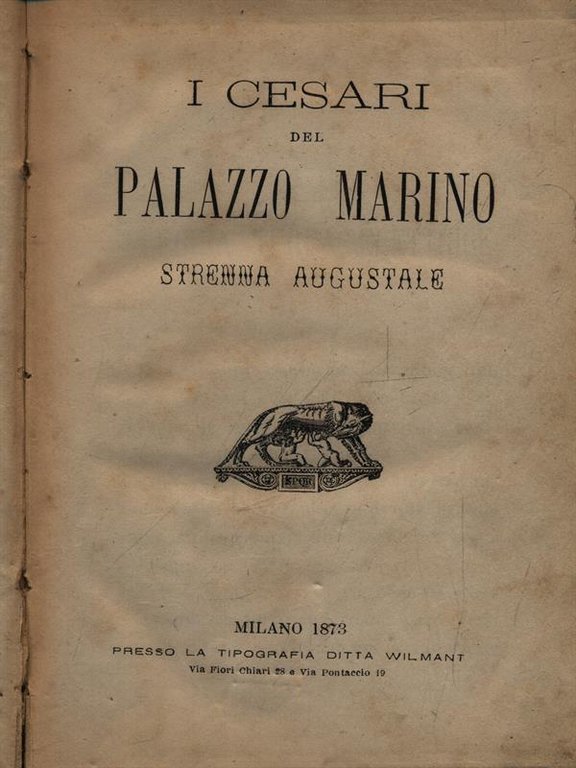 I CESARI
DEL
PALAZZO MARINO
STRENNA AUGUSTALE
SPQR
MILANO 1873
PRESSO LA TIPOGRAFIA DITTA WILMANT
Via Fiori Chiari 28 e Via Pontaccio 19